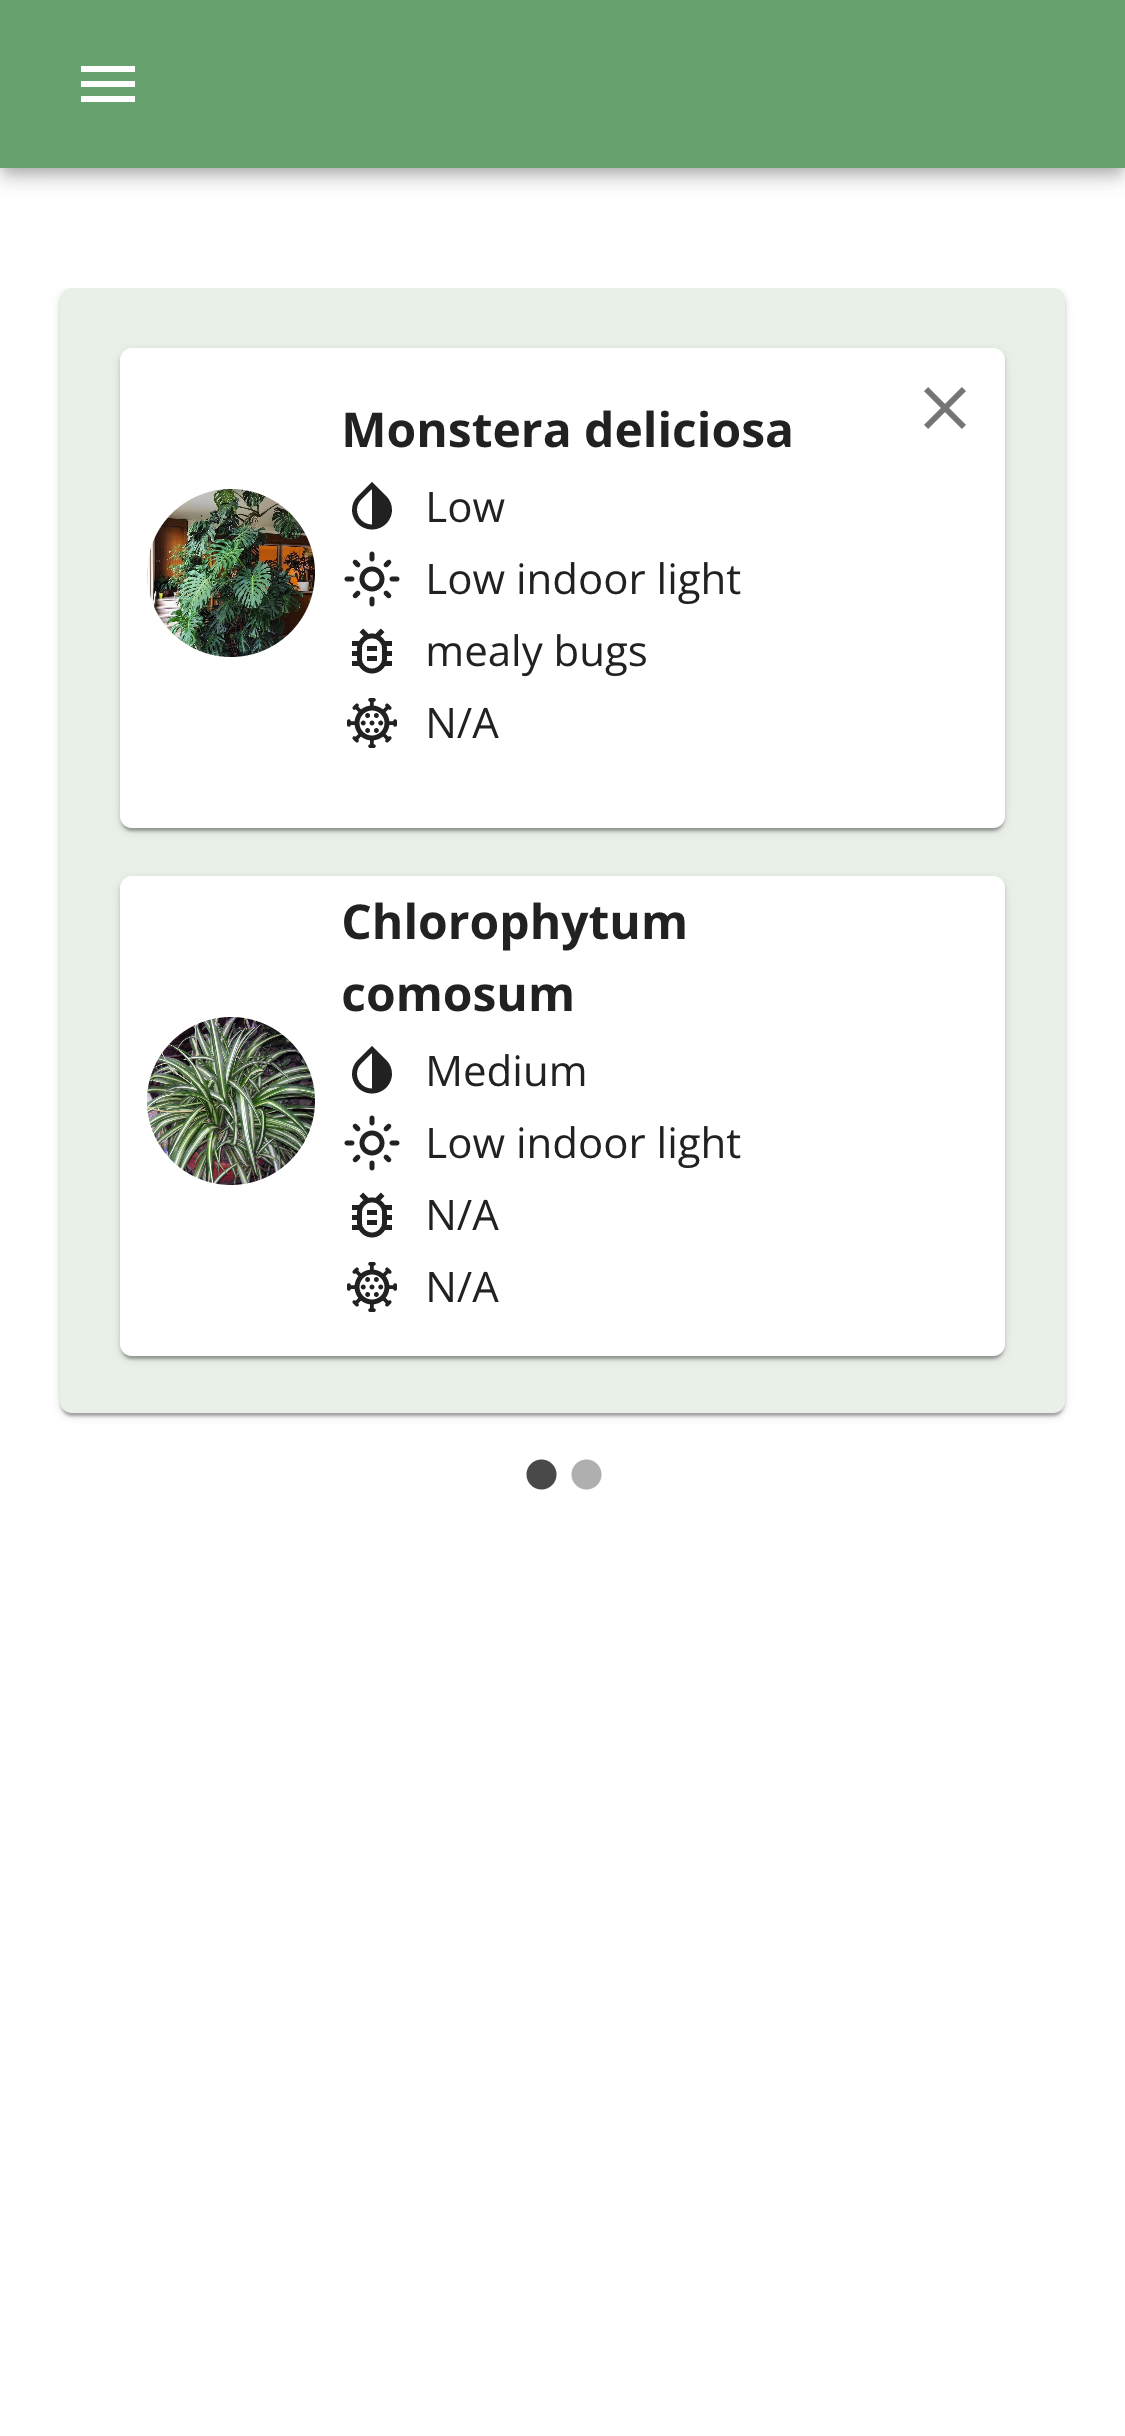 Monstera deliciosa
Low
Low indoor light
mealy bugs
N/A
Chlorophytum
comosum
Medium
Low indoor light
N/A
N/A